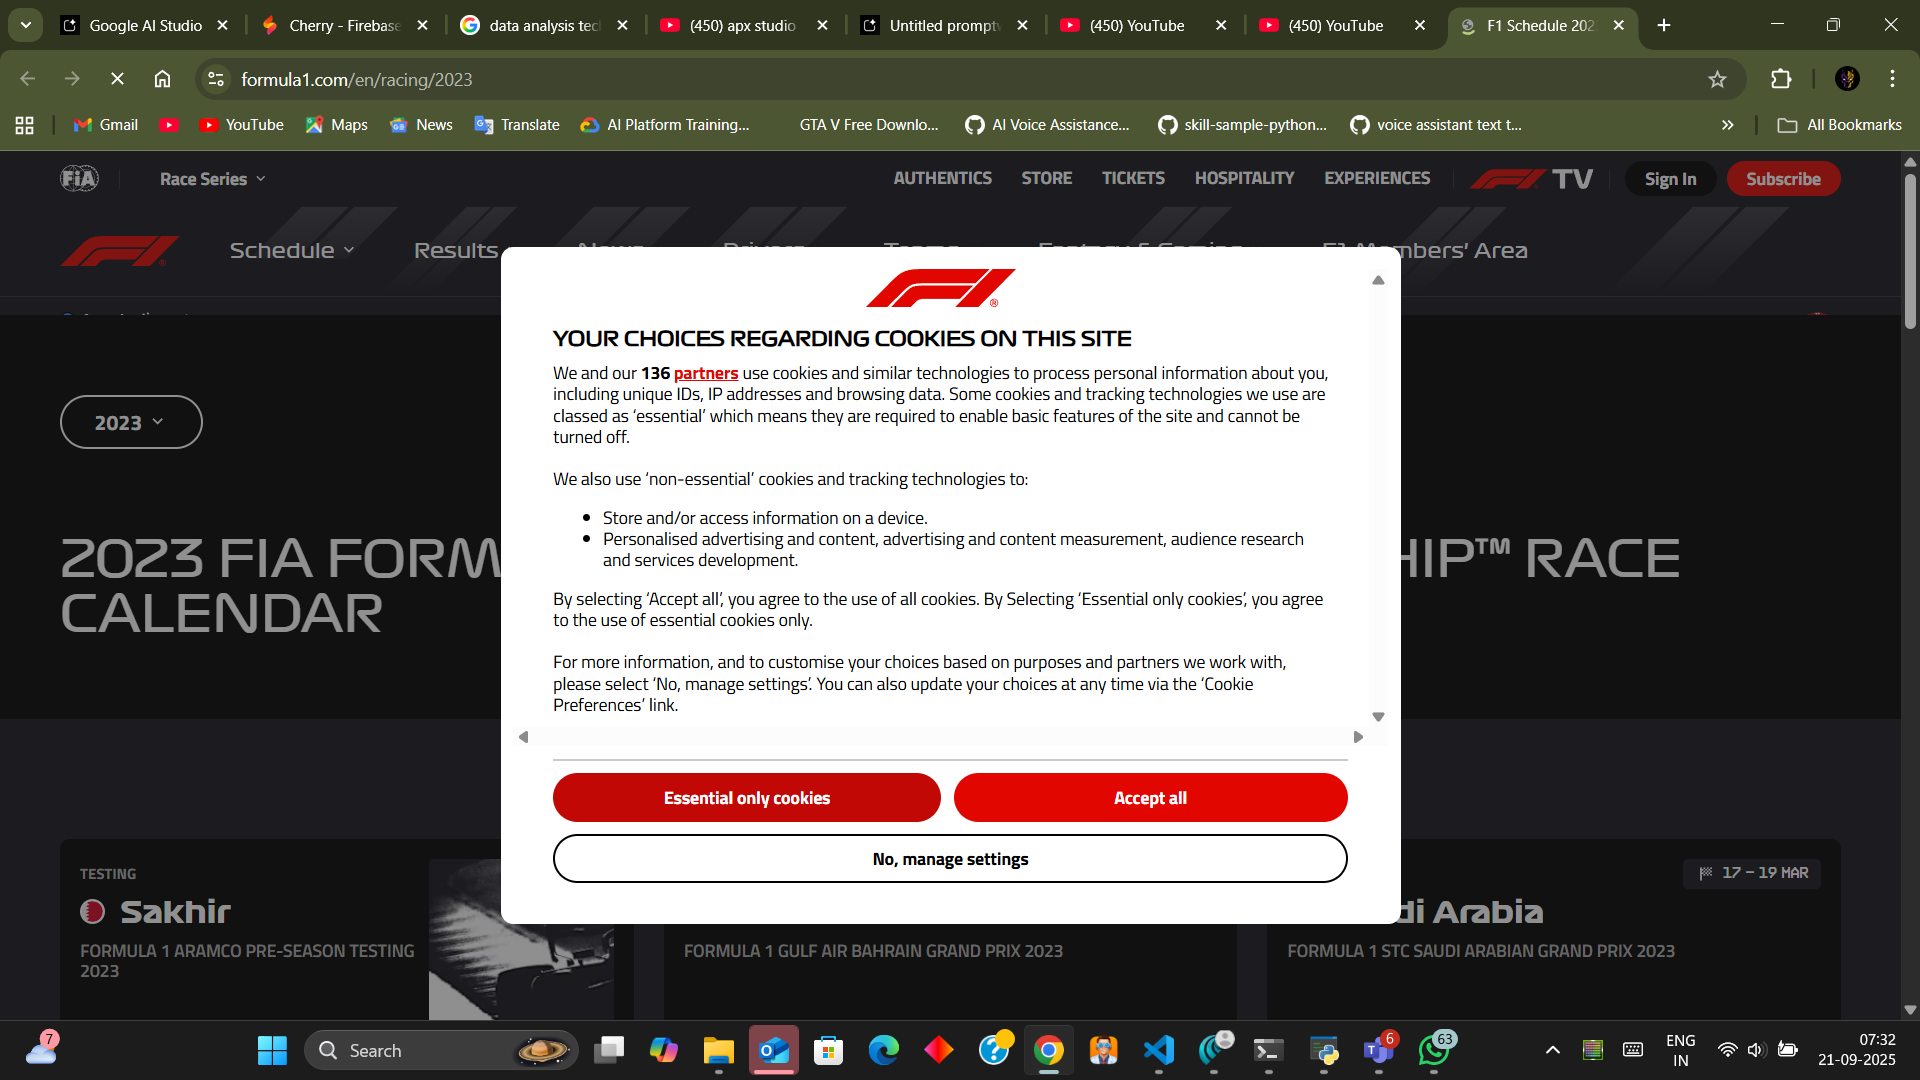 Google AI Studio
Cherry - Firebase
data analysis tec
(450) apx studio
Untitled prompt
(450) YouTube
(450) YouTube
F1 Schedule 202
formula1.com/en/racing/2023
Gmail
YouTube
Maps
News
Translate
AI Platform Training...
GTA V Free Downlo...
AI Voice Assistance...
skill-sample-python...
voice assistant text t...
All Bookmarks
FiA
Race Series
AUTHENTICS
STORE
TICKETS
HOSPITALITY
EXPERIENCES
F1 TV
Sign In
Subscribe
Schedule
Results
F1 Members' Area
2023
2023 FIA FORM
HIP™ RACE
CALENDAR
YOUR CHOICES REGARDING COOKIES ON THIS SITE
We and our 136 partners use cookies and similar technologies to process personal information about you,
including unique IDs, IP addresses and browsing data. Some cookies and tracking technologies we use are
classed as ‘essential’ which means they are required to enable basic features of the site and cannot be
turned off.
We also use ‘non-essential’ cookies and tracking technologies to:
Store and/or access information on a device.
Personalised advertising and content, advertising and content measurement, audience research
and services development.
By selecting ‘Accept all’, you agree to the use of all cookies. By Selecting ‘Essential only cookies’, you agree
to the use of essential cookies only.
For more information, and to customise your choices based on purposes and partners we work with,
please select ‘No, manage settings’. You can also update your choices at any time via the ‘Cookie
Preferences’ link.
Essential only cookies
Accept all
No, manage settings
TESTING
Sakhir
FORMULA 1 ARAMCO PRE-SEASON TESTING
2023
FORMULA 1 GULF AIR BAHRAIN GRAND PRIX 2023
17 – 19 MAR
di Arabia
FORMULA 1 STC SAUDI ARABIAN GRAND PRIX 2023
7
Search
6
63
ENG
IN
07:32
21-09-2025